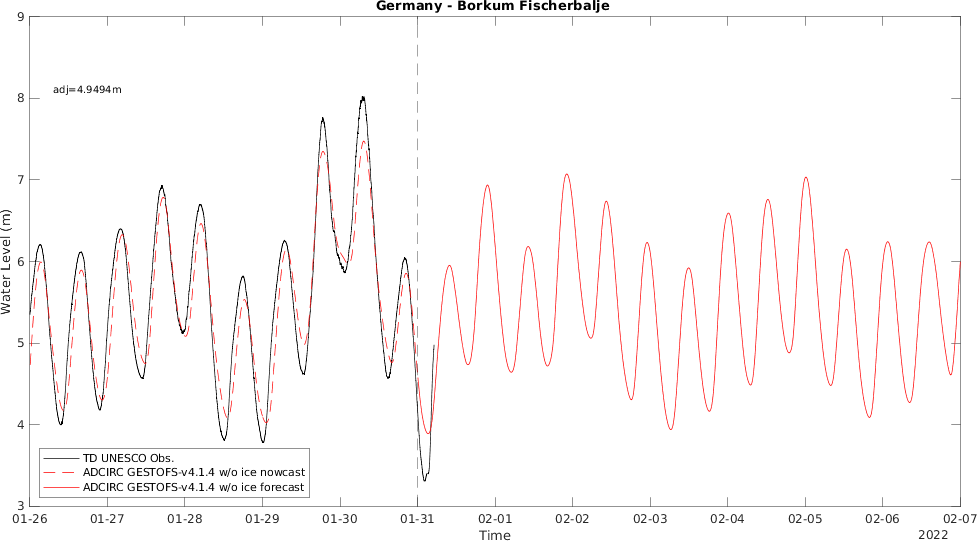 Germany - Borkum Fischerbalje
9
adj=4.9494m
8
7
6
5
4
3
Water Level (m)
TD UNESCO Obs.
ADCIRC GESTOFS-v4.1.4 w/o ice nowcast
ADCIRC GESTOFS-v4.1.4 w/o ice forecast
01-26 01-27 01-28 01-29 01-30 01-31 02-01 02-02 02-03 02-04 02-05 02-06 02-07
Time
2022